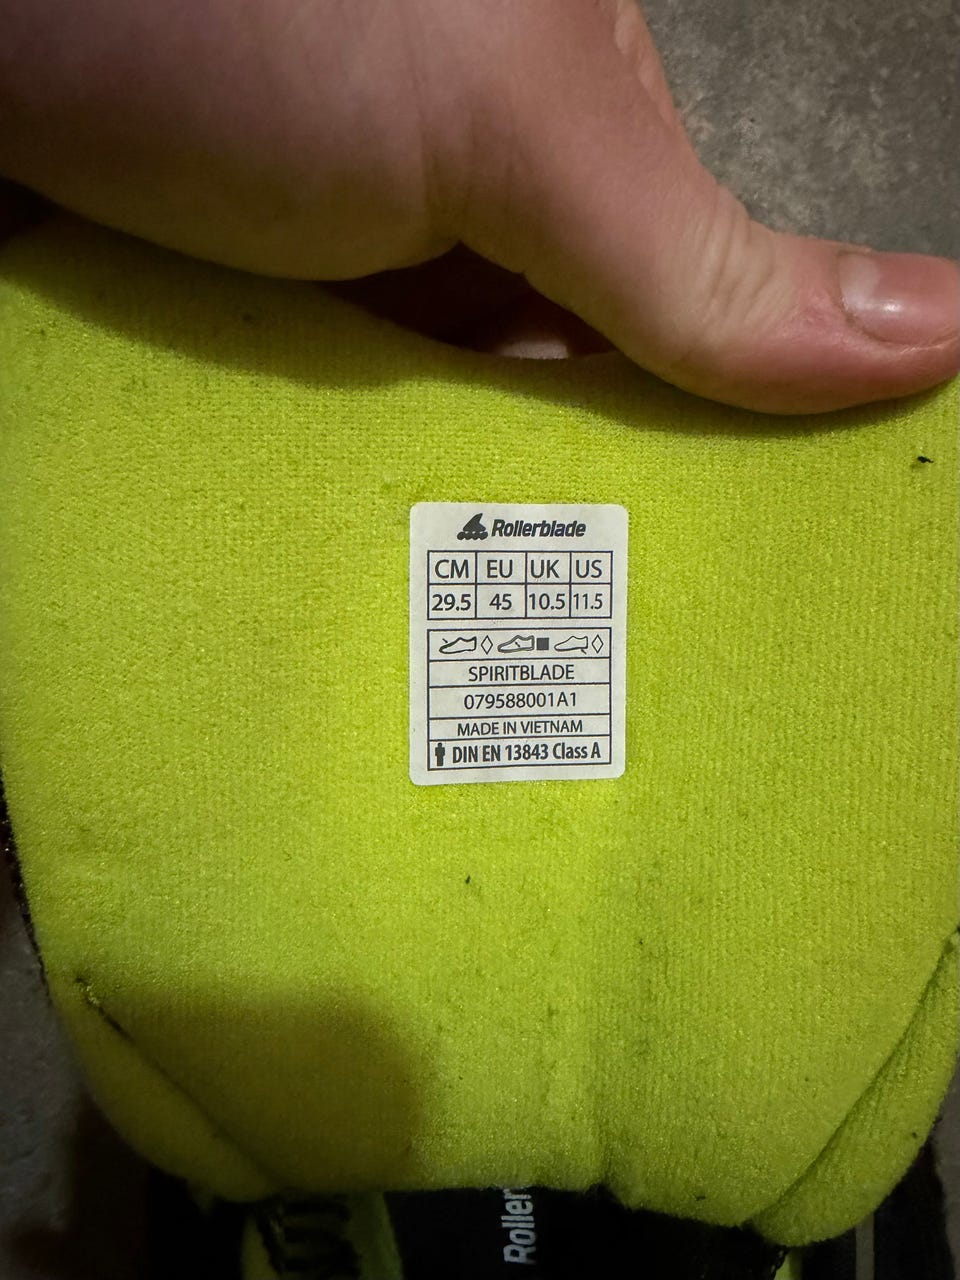 Rollerblade
CM EU UK US
29.5 45 10.5 11.5
SPIRITBLADE
079588001A1
MADE IN VIETNAM
DIN EN 13843 Class A
Roller